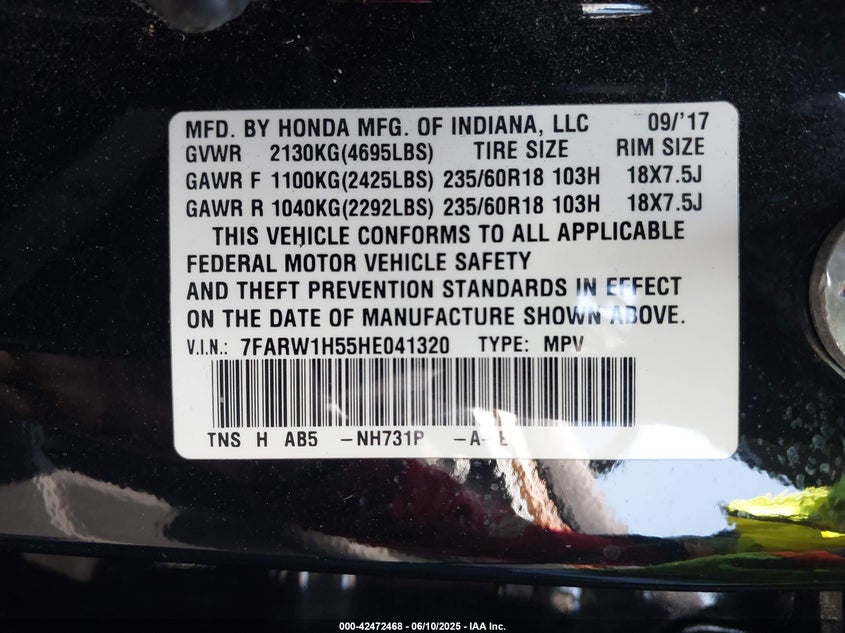 MFD. BY HONDA MFG. OF INDIANA, LLC 09/'17
GVWR 2130KG(4695LBS) TIRE SIZE RIM SIZE
GAWR F 1100KG(2425LBS) 235/60R18 103H 18X7.5J
GAWR R 1040KG(2292LBS) 235/60R18 103H 18X7.5J
THIS VEHICLE CONFORMS TO ALL APPLICABLE
FEDERAL MOTOR VEHICLE SAFETY
AND THEFT PREVENTION STANDARDS IN EFFECT
ON THE DATE OF MANUFACTURE SHOWN ABOVE.
V.I.N.: 7FARW1H55HE041320 TYPE: MPV
TNS H AB5 -NH731P -A- E
000-42472468 - 06/10/2025 - IAA Inc.